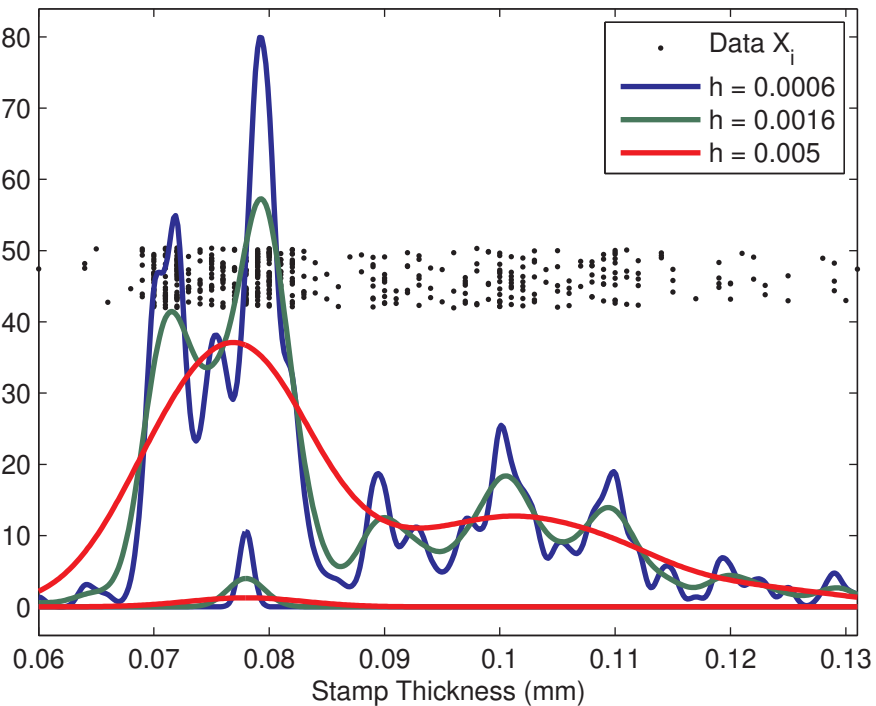 80
70
60
50
40
30
20
10
0
Data X_i
h = 0.0006
h = 0.0016
h = 0.005
0.06 0.07 0.08 0.09 0.1 0.11 0.12 0.13
Stamp Thickness (mm)